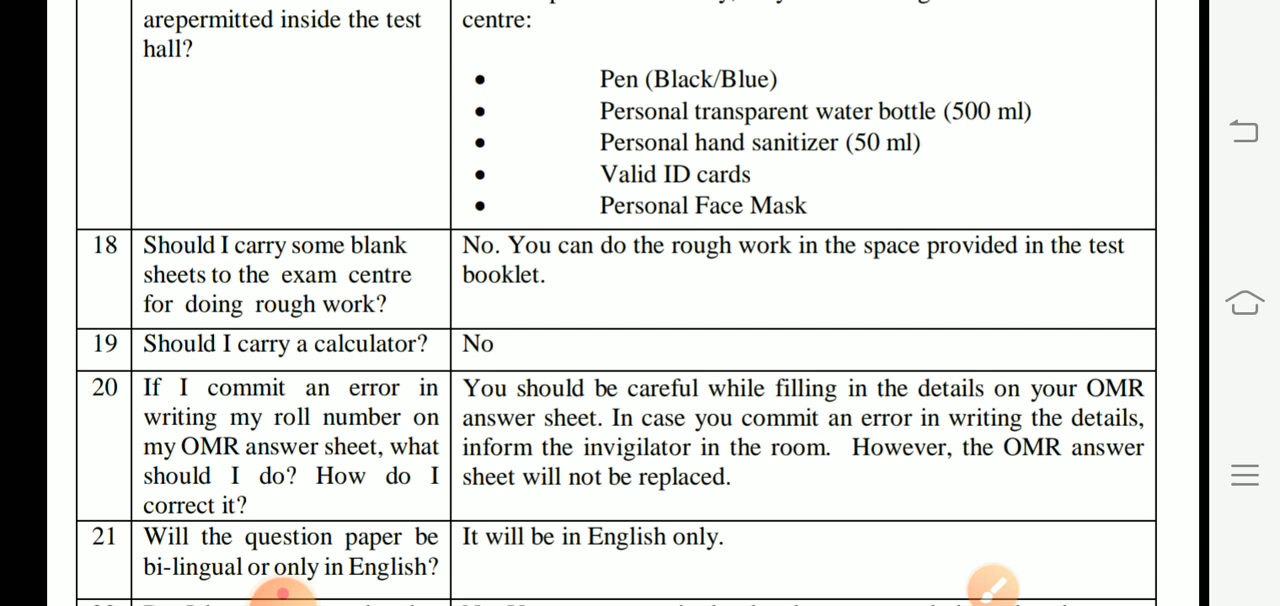 arepermitted inside the test
hall?
centre:
• Pen (Black/Blue)
• Personal transparent water bottle (500 ml)
• Personal hand sanitizer (50 ml)
• Valid ID cards
• Personal Face Mask
18
Should I carry some blank
sheets to the exam centre
for doing rough work?
No. You can do the rough work in the space provided in the test
booklet.
19
Should I carry a calculator?
No
20
If I commit an error in
writing my roll number on
my OMR answer sheet, what
should I do? How do I
correct it?
You should be careful while filling in the details on your OMR
answer sheet. In case you commit an error in writing the details,
inform the invigilator in the room. However, the OMR answer
sheet will not be replaced.
21
Will the question paper be
bi-lingual or only in English?
It will be in English only.